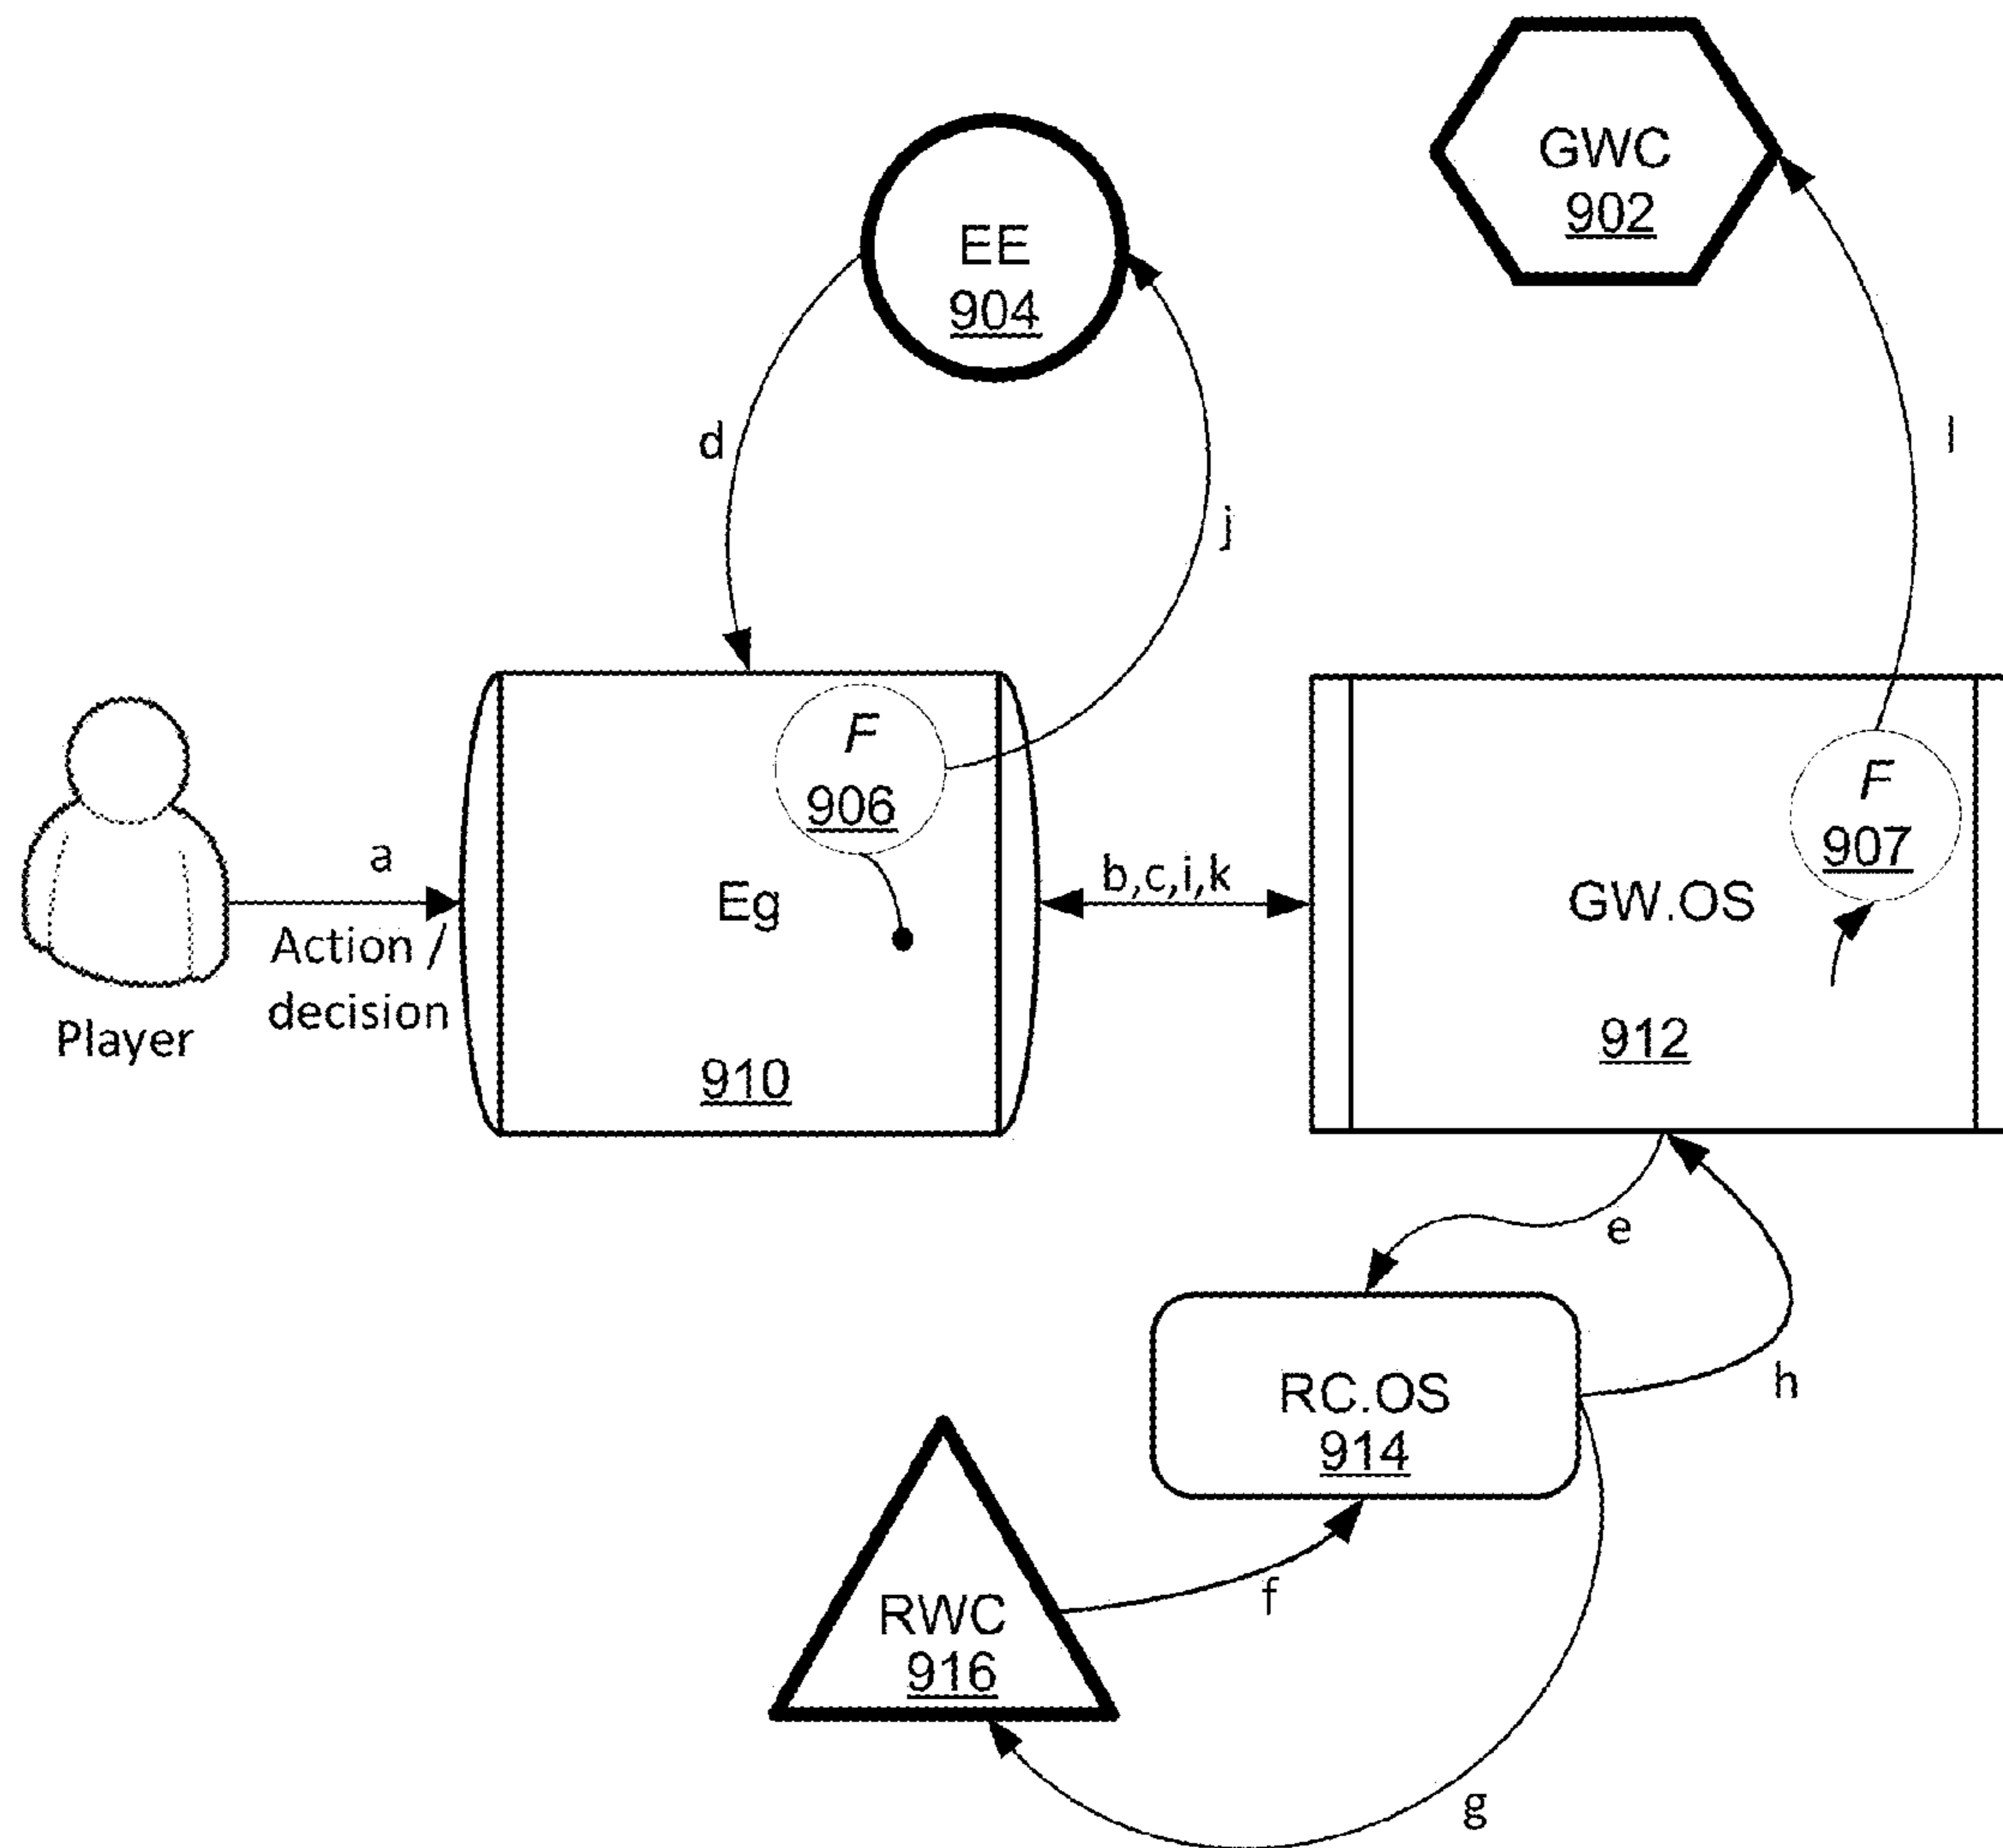 GWC
902
EE
904
d
l
j
F
906
F
907
a
b,c,i,k
Eg
GW.OS
Action /
decision
Player
910
912
e
h
RC.OS
914
f
RWC
916
g